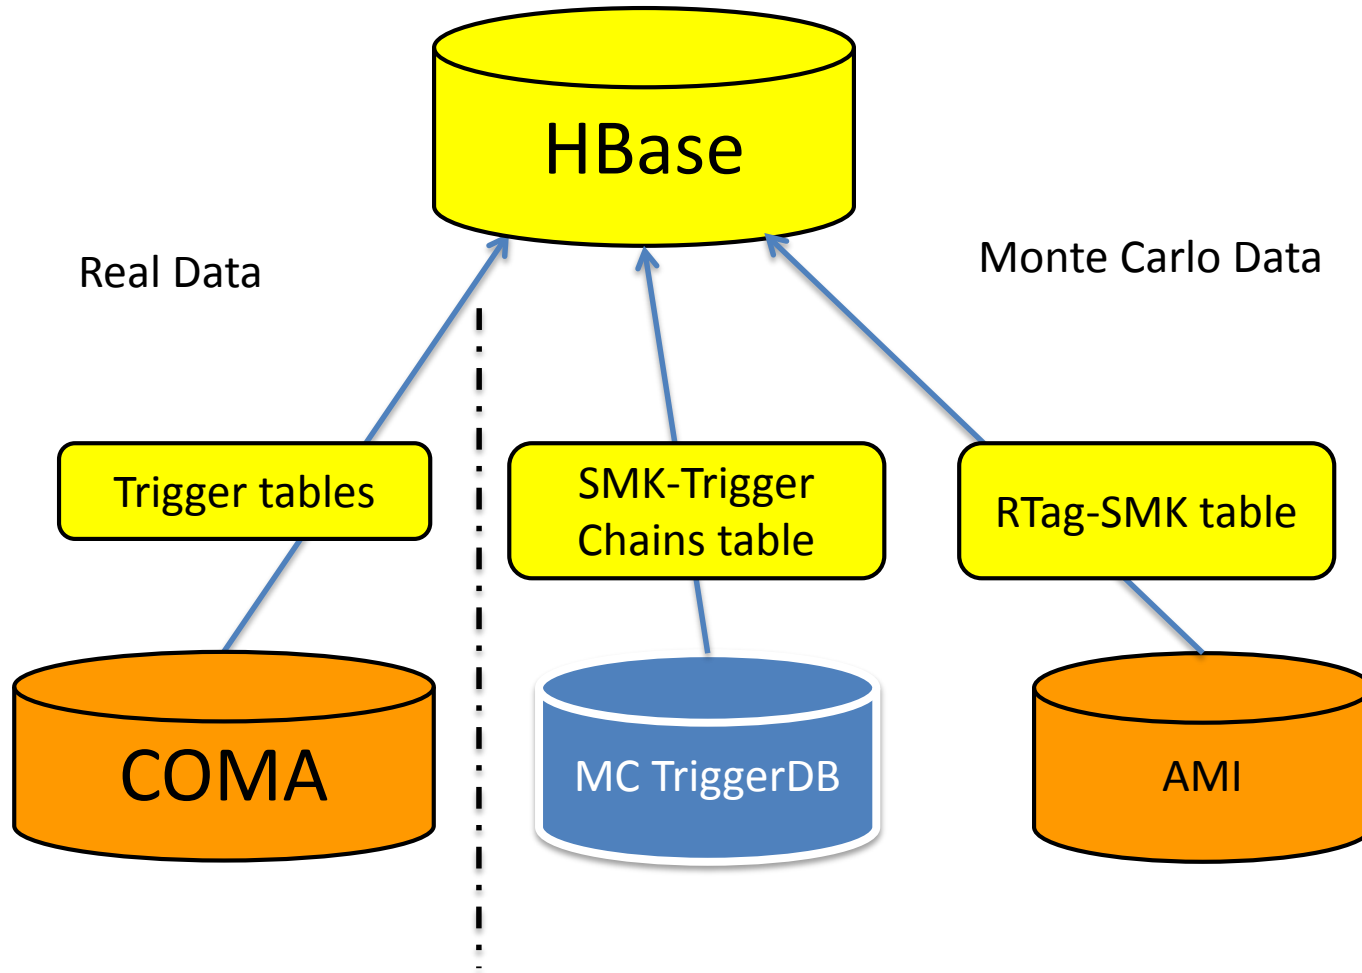 HBase
Real Data
Monte Carlo Data
Trigger tables
SMK-Trigger
Chains table
RTag-SMK table
COMA
MC TriggerDB
AMI